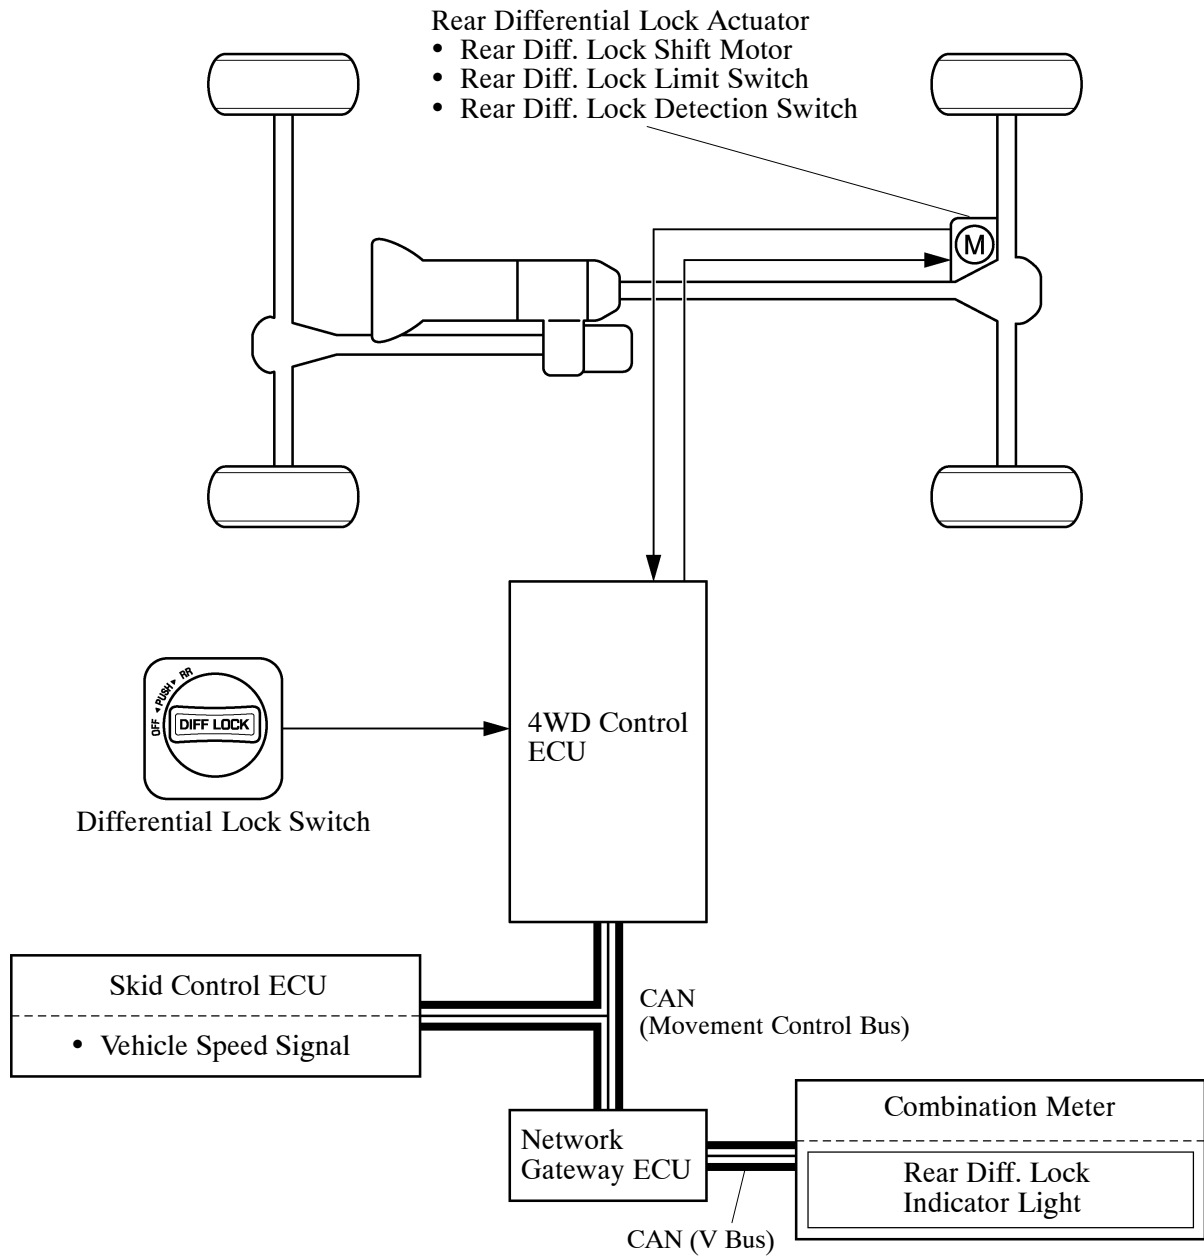 Rear Differential Lock Actuator
• Rear Diff. Lock Shift Motor
• Rear Diff. Lock Limit Switch
• Rear Diff. Lock Detection Switch
M
OFF ◄PUSH► RR
DIFF LOCK
Differential Lock Switch
4WD Control
ECU
Skid Control ECU
• Vehicle Speed Signal
CAN
(Movement Control Bus)
Network
Gateway ECU
Combination Meter
Rear Diff. Lock
Indicator Light
CAN (V Bus)